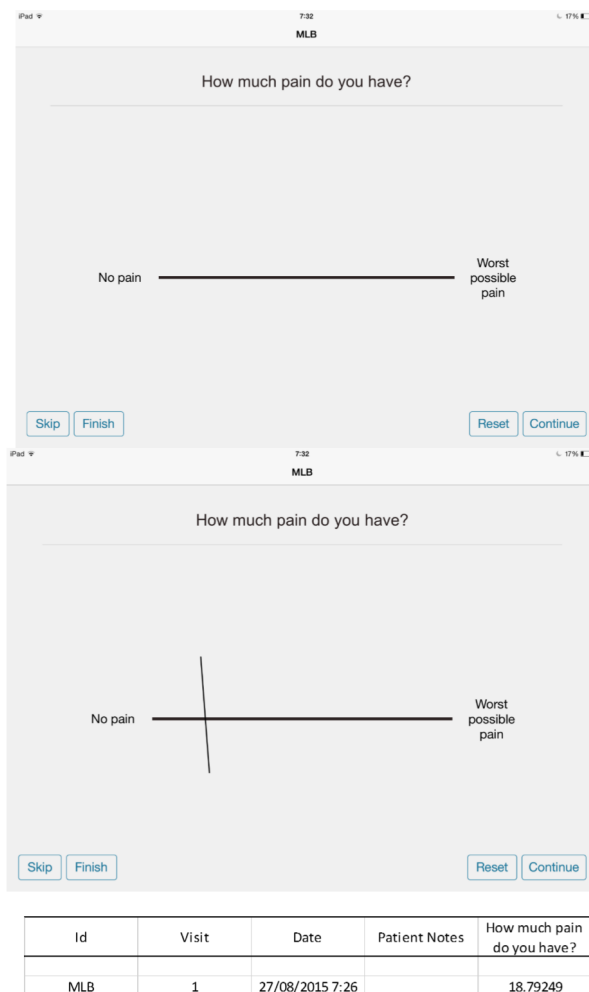 iPad 7:32 17%
MLB
How much pain do you have?
No pain
Worst
possible
pain
Skip Finish Reset Continue
iPad 7:32 17%
MLB
How much pain do you have?
No pain
Worst
possible
pain
Skip Finish Reset Continue
Id Visit Date Patient Notes How much pain
do you have?
MLB 1 27/08/2015 7:26 18.79249